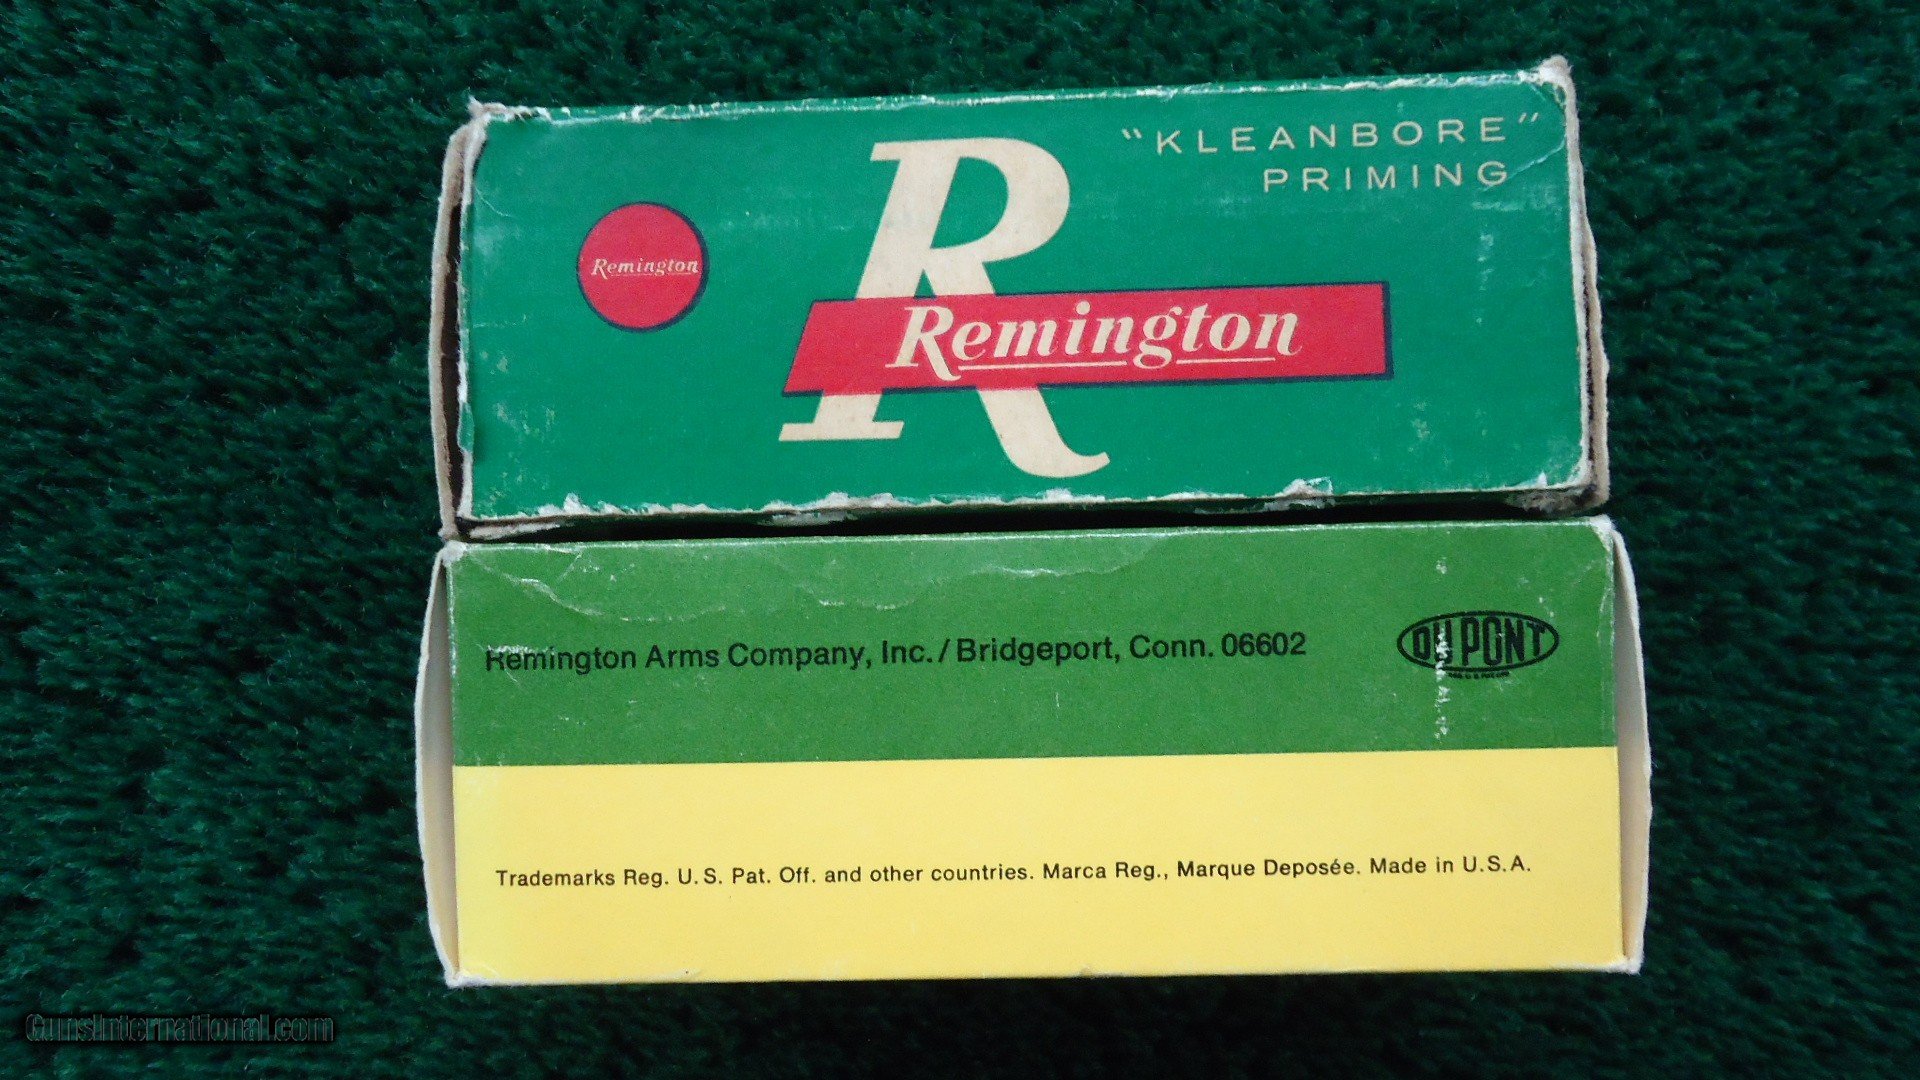 "KLEANBORE"
PRIMING
Remington
R
Remington
Remington Arms Company, Inc. / Bridgeport, Conn. 06602
DU PONT
Trademarks Reg. U.S. Pat. Off. and other countries. Marca Reg., Marque Deposée. Made in U.S.A.
GunsInternational.com